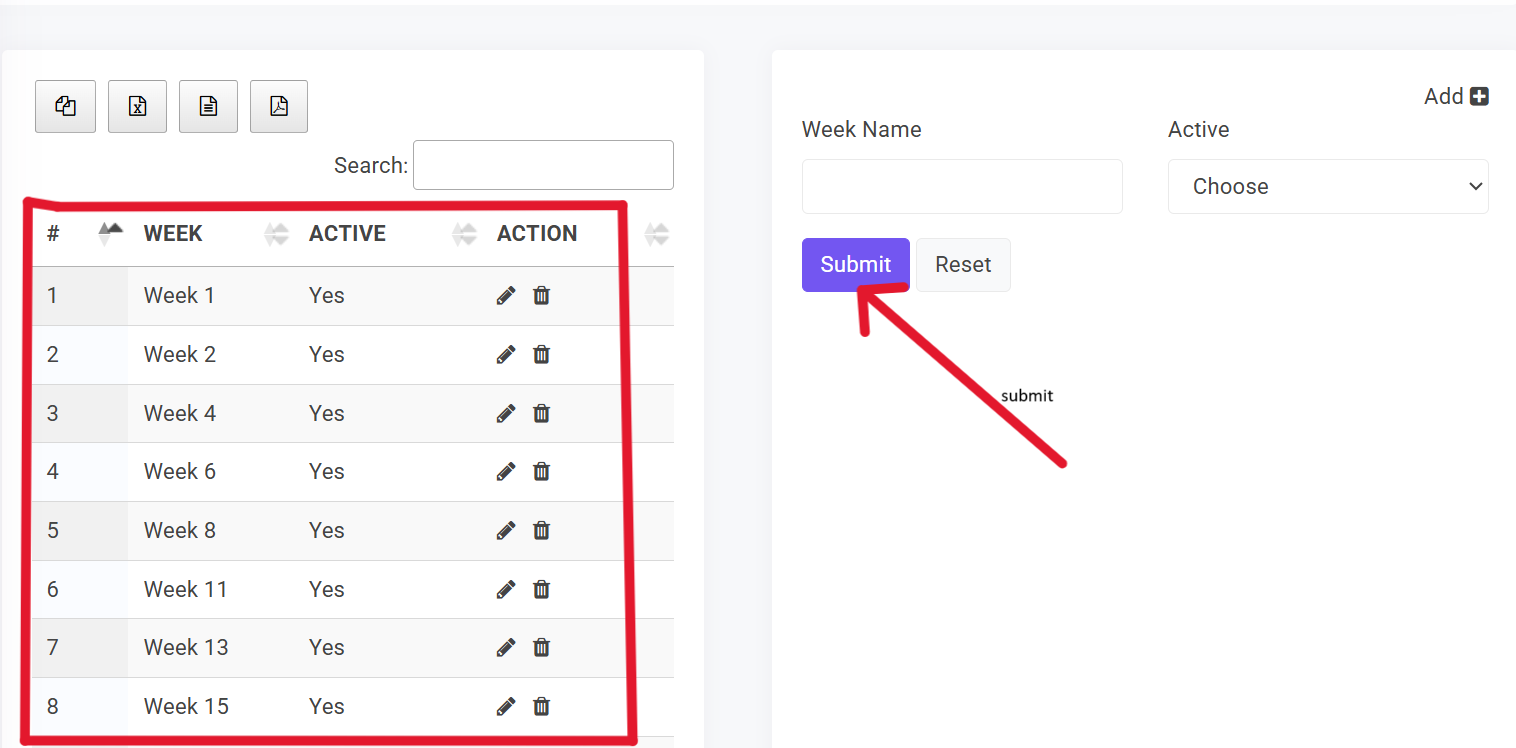 Search:
# WEEK ACTIVE ACTION
1 Week 1 Yes
2 Week 2 Yes
3 Week 4 Yes
4 Week 6 Yes
5 Week 8 Yes
6 Week 11 Yes
7 Week 13 Yes
8 Week 15 Yes
Add
Week Name Active
Choose
Submit Reset
submit